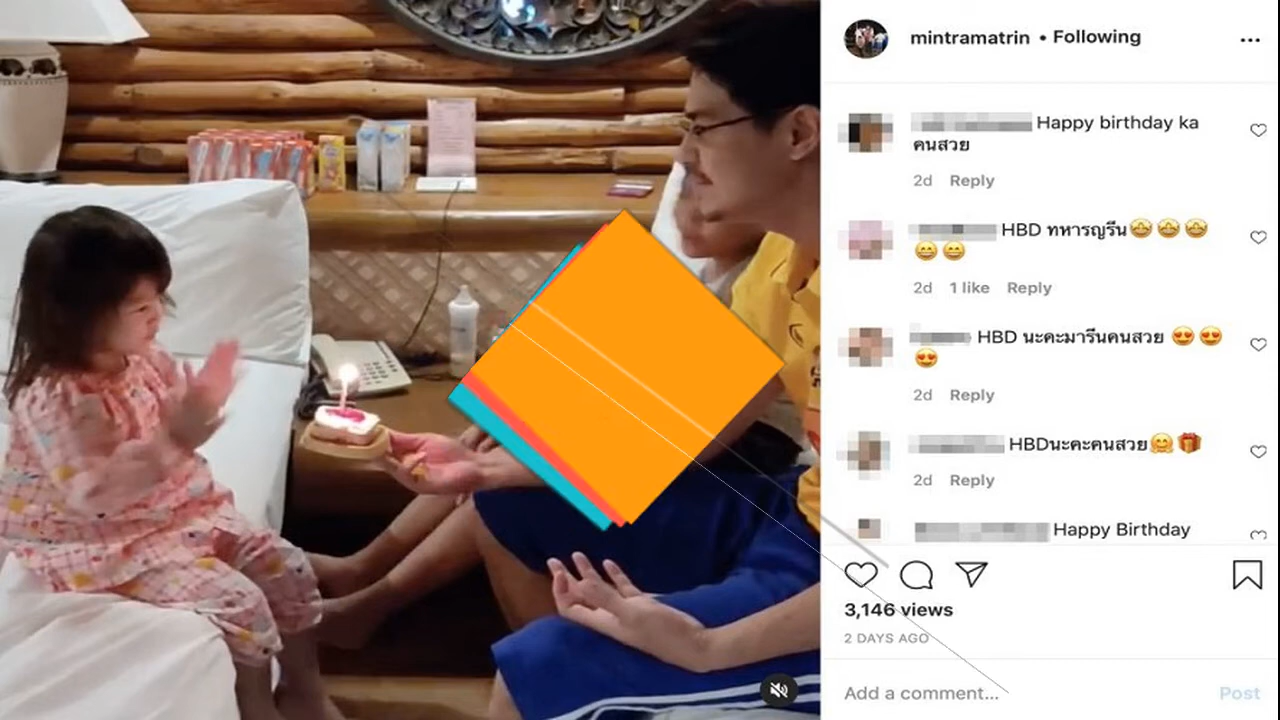 mintramatrin • Following
Happy birthday ka
คนสวย
2d Reply
HBD ทหารญรีน🤩 🤩 🤩
😄 😄
2d 1 like Reply
HBD นะคะมารีนคนสวย 😍 😍
😍
2d Reply
HBDนะคะคนสวย🤗 🎁
2d Reply
Happy Birthday
3,146 views
2 DAYS AGO
Add a comment... Post